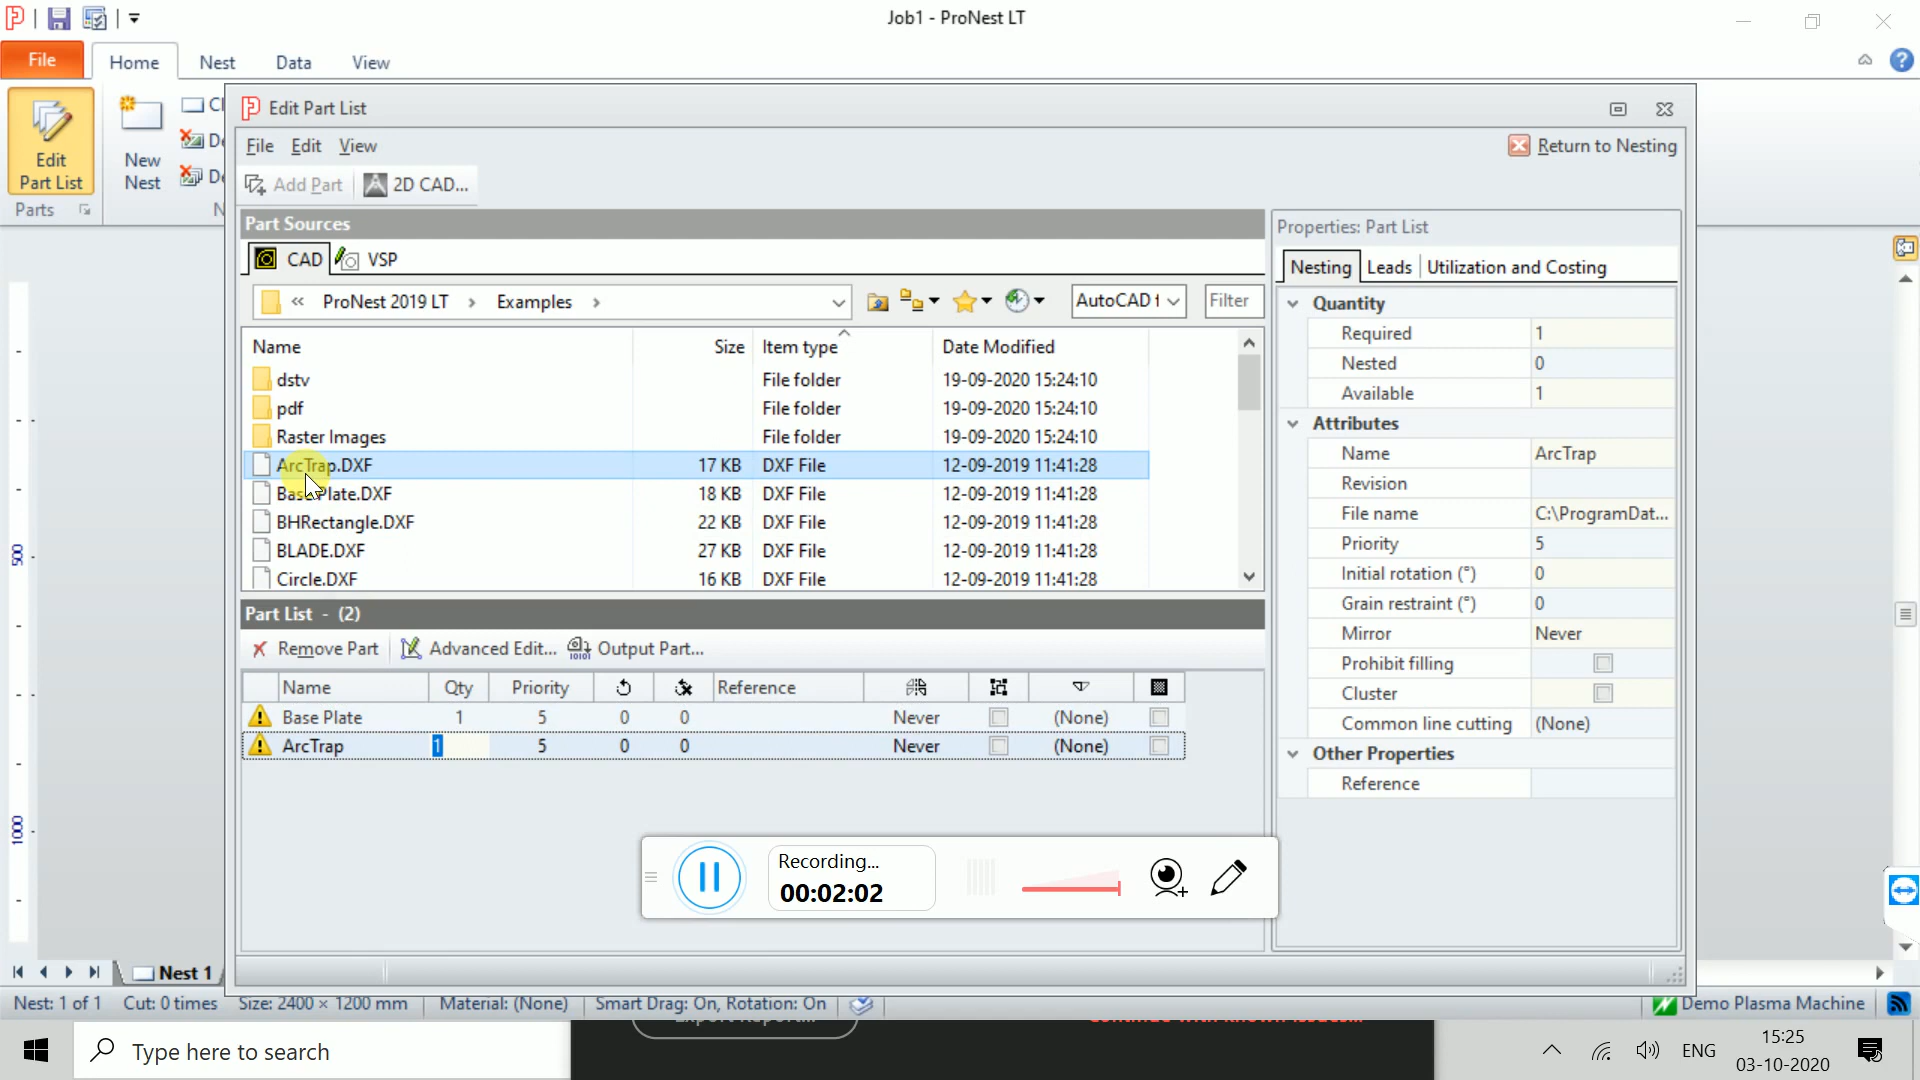 Job1 - ProNest LT
File Home Nest Data View
Edit Part List
File Edit View
Return to Nesting
Add Part 2D CAD...
Edit
Part List
New
Nest
Cl
De
De
Parts
N
Part Sources
CAD VSP
« ProNest 2019 LT > Examples >
AutoCAD f
Filter
Name Size Item type Date Modified
dstv File folder 19-09-2020 15:24:10
pdf File folder 19-09-2020 15:24:10
Raster Images File folder 19-09-2020 15:24:10
ArcTrap.DXF 17 KB DXF File 12-09-2019 11:41:28
Base Plate.DXF 18 KB DXF File 12-09-2019 11:41:28
BHRectangle.DXF 22 KB DXF File 12-09-2019 11:41:28
BLADE.DXF 27 KB DXF File 12-09-2019 11:41:28
Circle.DXF 16 KB DXF File 12-09-2019 11:41:28
Part List - (2)
Remove Part Advanced Edit... Output Part...
Name Qty Priority Reference
Base Plate 1 5 0 0 Never (None)
ArcTrap 1 5 0 0 Never (None)
Properties: Part List
Nesting Leads Utilization and Costing
Quantity
Required 1
Nested 0
Available 1
Attributes
Name ArcTrap
Revision
File name C:\ProgramDat...
Priority 5
Initial rotation (°) 0
Grain restraint (°) 0
Mirror Never
Prohibit filling
Cluster
Common line cutting (None)
Other Properties
Reference
500
1000
Recording...
00:02:02
Nest 1
Nest: 1 of 1 Cut: 0 times Size: 2400 × 1200 mm Material: (None) Smart Drag: On, Rotation: On Demo Plasma Machine
Type here to search
ENG
15:25
03-10-2020